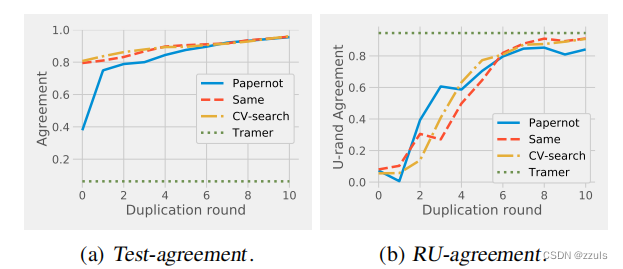 1.0
0.8
0.6
0.4
0.2
Agreement
Papernot
Same
CV-search
Tramer
0 2 4 6 8 10
Duplication round
(a) Test-agreement.
0.8
0.6
0.4
0.2
0.0
U-rand Agreement
Papernot
Same
CV-search
Tramer
0 2 4 6 8 10
Duplication round
(b) RU-agreement.
CSDN @zzuls